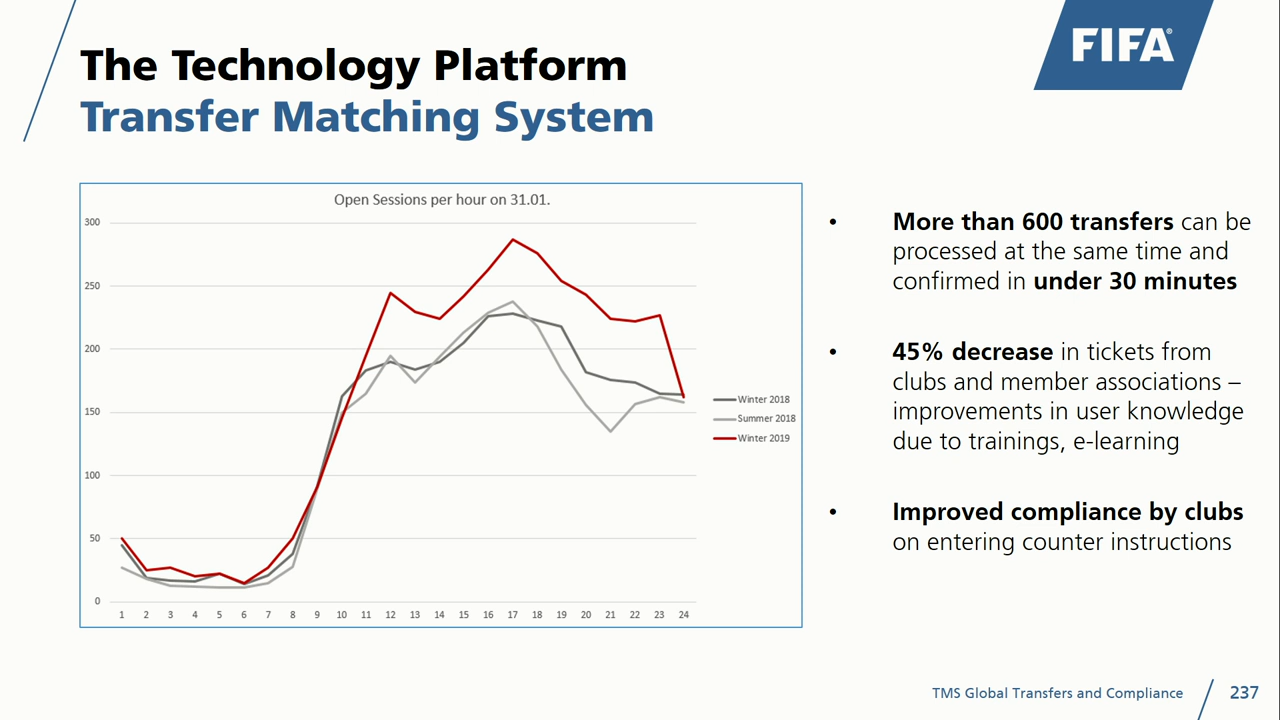 The Technology Platform
Transfer Matching System
FIFA®
Open Sessions per hour on 31.01.
300
250
200
150
100
50
0
1 2 3 4 5 6 7 8 9 10 11 12 13 14 15 16 17 18 19 20 21 22 23 24
Winter 2018
Summer 2018
Winter 2019
• More than 600 transfers can be
processed at the same time and
confirmed in under 30 minutes
• 45% decrease in tickets from
clubs and member associations –
improvements in user knowledge
due to trainings, e-learning
• Improved compliance by clubs
on entering counter instructions
TMS Global Transfers and Compliance
237